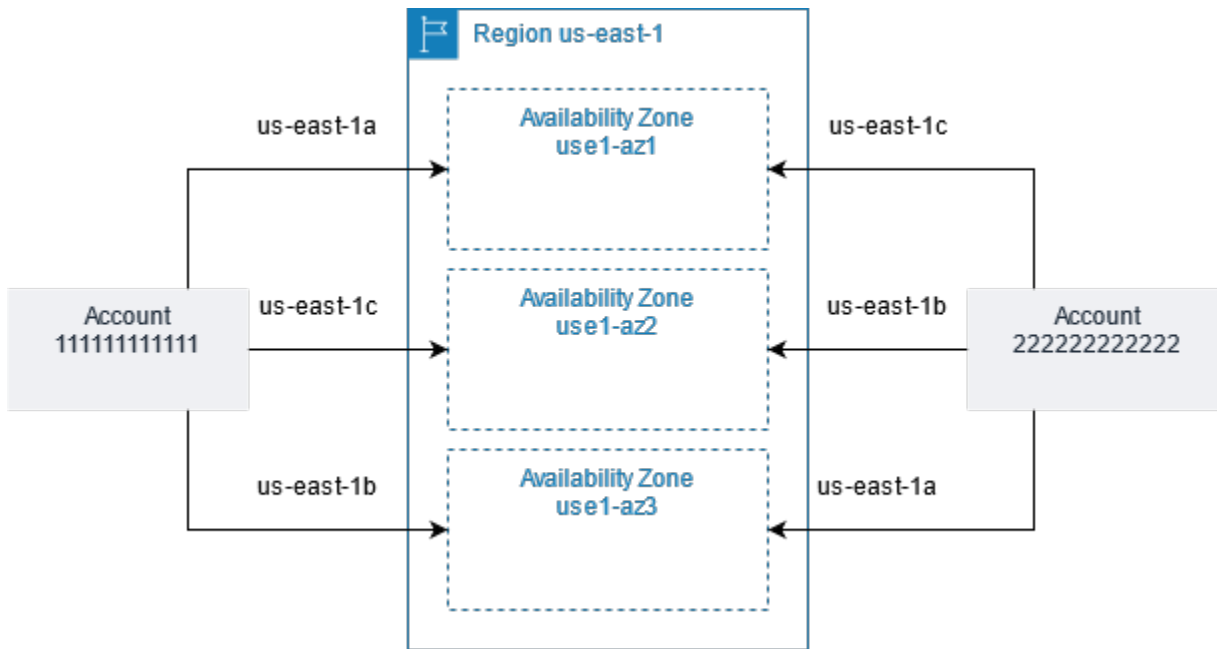 Region us-east-1
us-east-1a
Availability Zone
use1-az1
us-east-1c
Account
111111111111
us-east-1c
Availability Zone
use1-az2
us-east-1b
Account
222222222222
us-east-1b
Availability Zone
use1-az3
us-east-1a